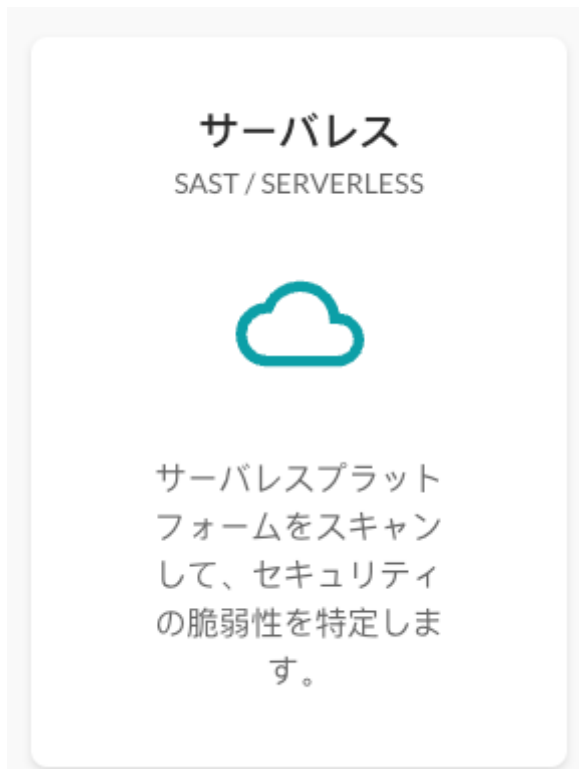 サーバレス
SAST / SERVERLESS
サーバレスプラット
フォームをスキャン
して、セキュリティ
の脆弱性を特定しま
す。